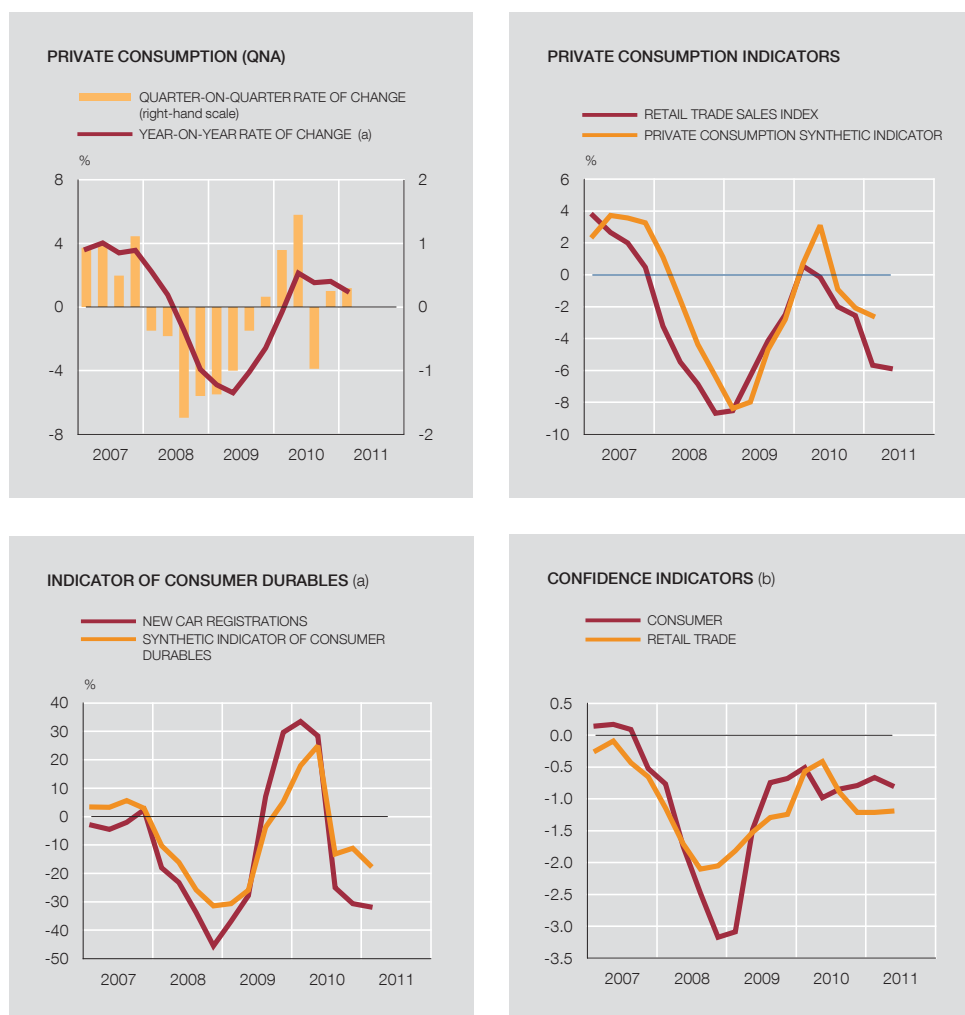 PRIVATE CONSUMPTION (QNA)
QUARTER-ON-QUARTER RATE OF CHANGE
(right-hand scale)
YEAR-ON-YEAR RATE OF CHANGE (a)
%
8 2
4 1
0 0
-4 -1
-8 -2
2007 2008 2009 2010 2011
PRIVATE CONSUMPTION INDICATORS
RETAIL TRADE SALES INDEX
PRIVATE CONSUMPTION SYNTHETIC INDICATOR
%
6
4
2
0
-2
-4
-6
-8
-10
2007 2008 2009 2010 2011
INDICATOR OF CONSUMER DURABLES (a)
NEW CAR REGISTRATIONS
SYNTHETIC INDICATOR OF CONSUMER
DURABLES
%
40
30
20
10
0
-10
-20
-30
-40
-50
2007 2008 2009 2010 2011
CONFIDENCE INDICATORS (b)
CONSUMER
RETAIL TRADE
0.5
0.0
-0.5
-1.0
-1.5
-2.0
-2.5
-3.0
-3.5
2007 2008 2009 2010 2011